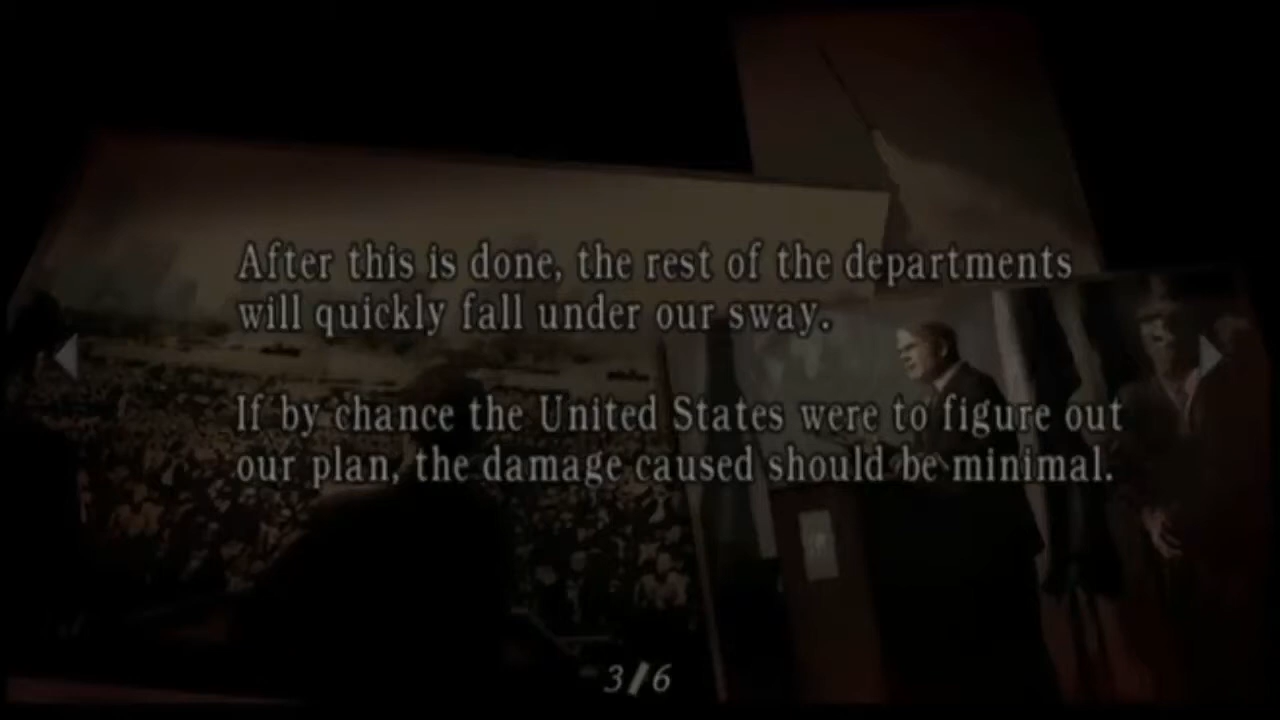 After this is done, the rest of the departments
will quickly fall under our sway.
If by chance the United States were to figure out
our plan, the damage caused should be minimal.
3/6